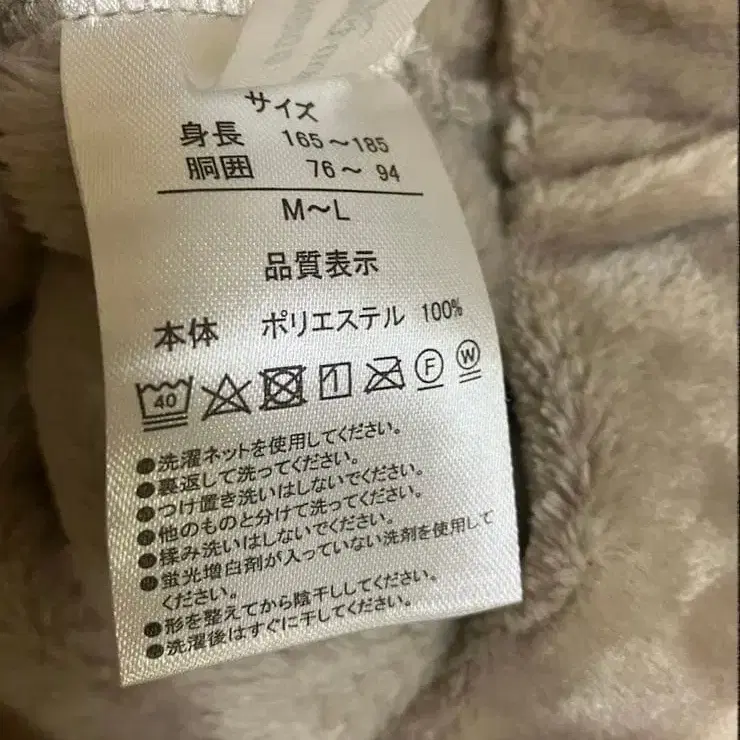 サイズ
身長 165～185
胴囲 76～ 94
M～L
品質表示
本体 ポリエステル 100%
40 F W
●洗濯ネットを使用してください。
●裏返して洗ってください。
●つけ置き洗いはしないでください。
●他のものと分けて洗ってください。
●揉み洗いはしないでください。
●蛍光増白剤が入っていない洗剤を使用して
ください。
●形を整えてから陰干ししてください。
●洗濯後はすぐに干してください。